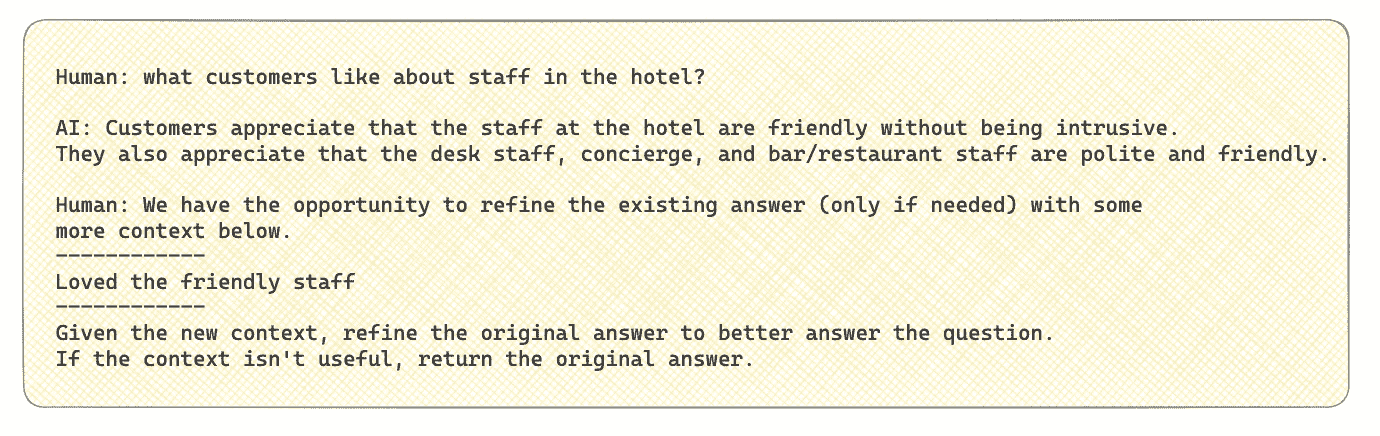 Human: what customers like about staff in the hotel?
AI: Customers appreciate that the staff at the hotel are friendly without being intrusive.
They also appreciate that the desk staff, concierge, and bar/restaurant staff are polite and friendly.
Human: We have the opportunity to refine the existing answer (only if needed) with some
more context below.
------------
Loved the friendly staff
------------
Given the new context, refine the original answer to better answer the question.
If the context isn't useful, return the original answer.